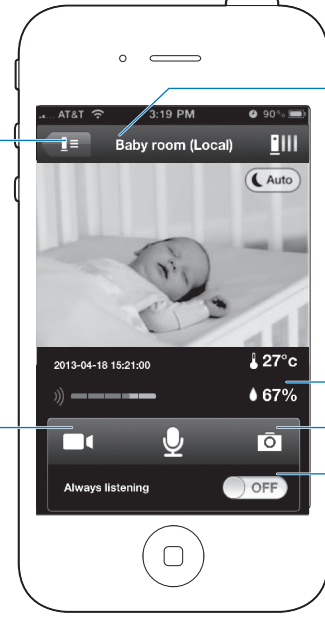 AT&T 3:19 PM 90%
Baby room (Local)
Auto
2013-04-18 15:21:00 27°c
67%
Always listening OFF